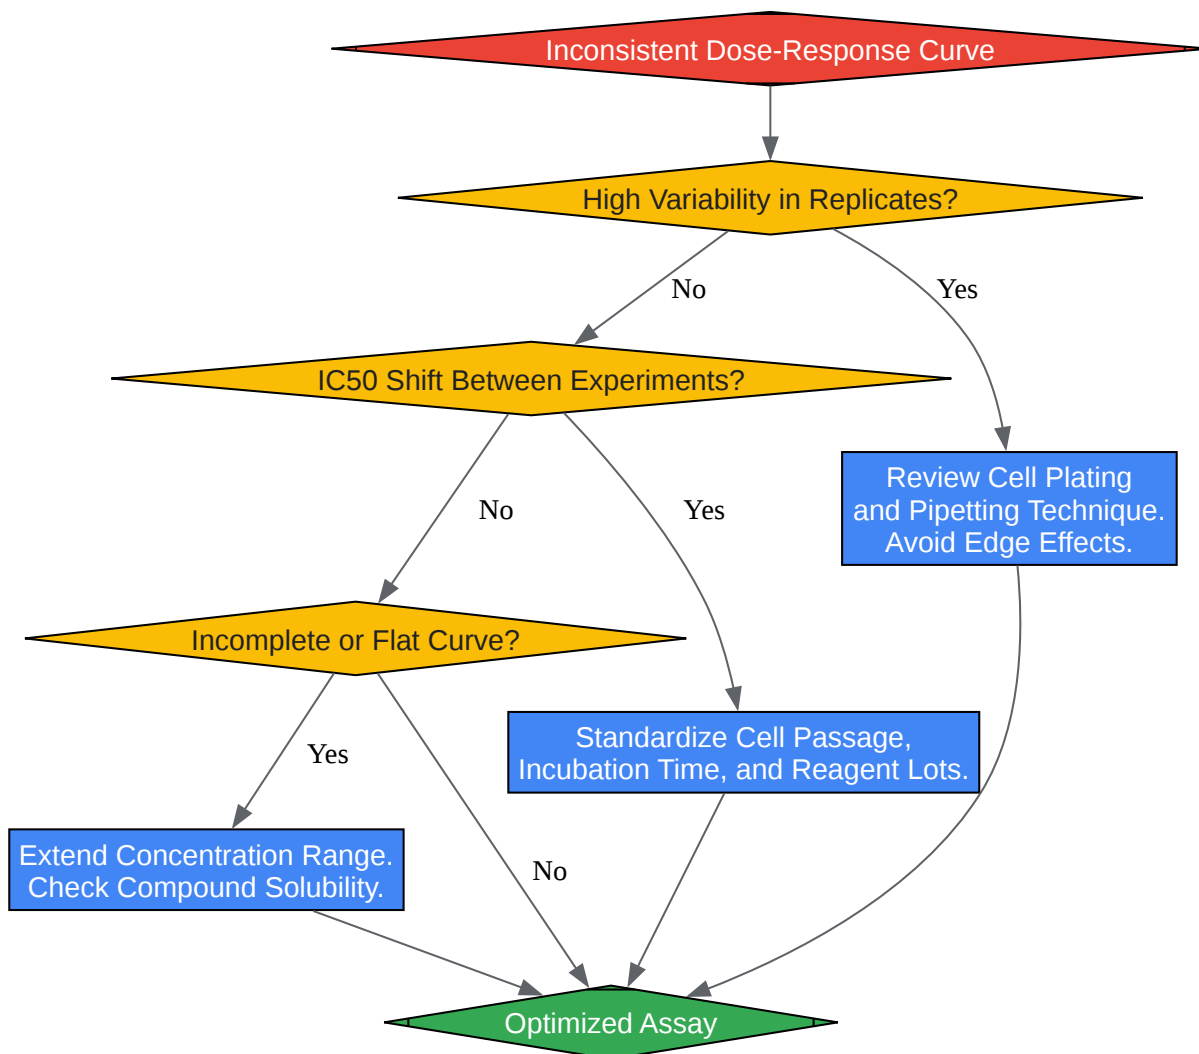 Inconsistent Dose-Response Curve
High Variability in Replicates?
No
Yes
IC50 Shift Between Experiments?
Review Cell Plating
and Pipetting Technique.
Avoid Edge Effects.
No
Yes
Incomplete or Flat Curve?
Standardize Cell Passage,
Incubation Time, and Reagent Lots.
Yes
Extend Concentration Range.
Check Compound Solubility.
No
Optimized Assay